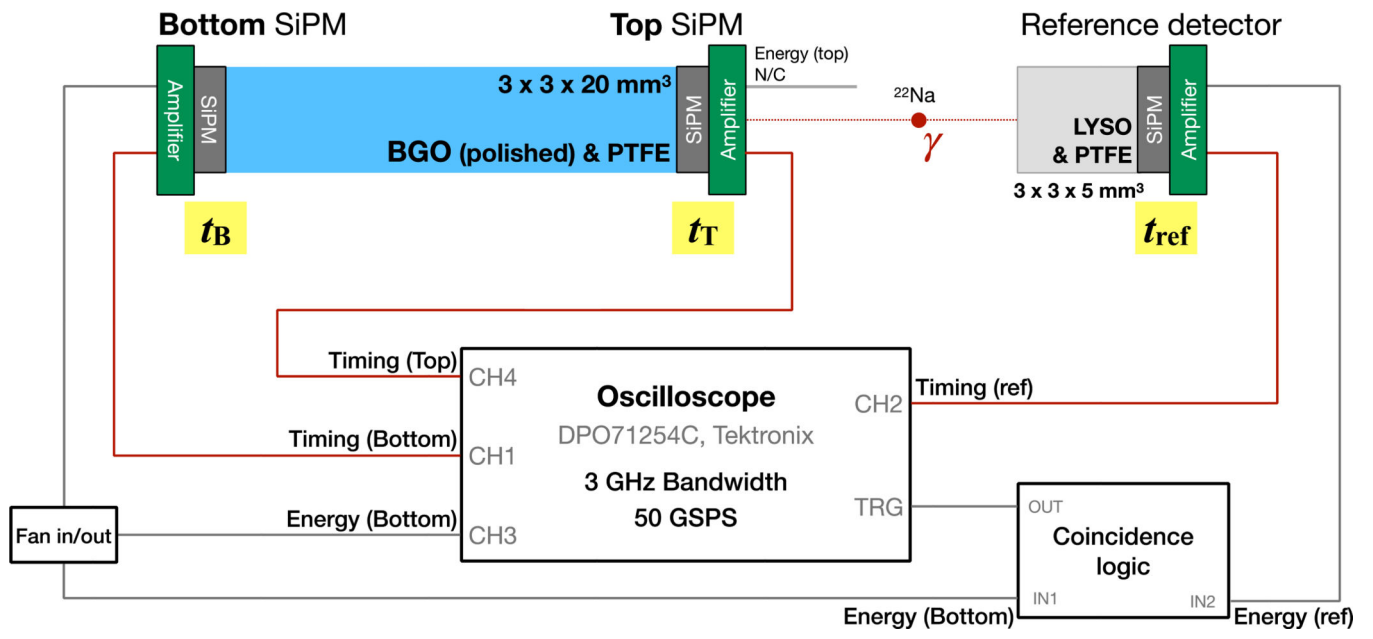 Bottom SiPM
Top SiPM
Reference detector
Amplifier
SiPM
3 x 3 x 20 mm³
BGO (polished) & PTFE
SiPM
Amplifier
Energy (top)
N/C
²²Na
γ
LYSO
& PTFE
SiPM
Amplifier
3 x 3 x 5 mm³
tB
tT
tref
Timing (Top)
CH4
Oscilloscope
DPO71254C, Tektronix
3 GHz Bandwidth
50 GSPS
CH2
Timing (ref)
Timing (Bottom)
CH1
Energy (Bottom)
CH3
TRG
Fan in/out
OUT
Coincidence
logic
IN1
IN2
Energy (Bottom)
Energy (ref)